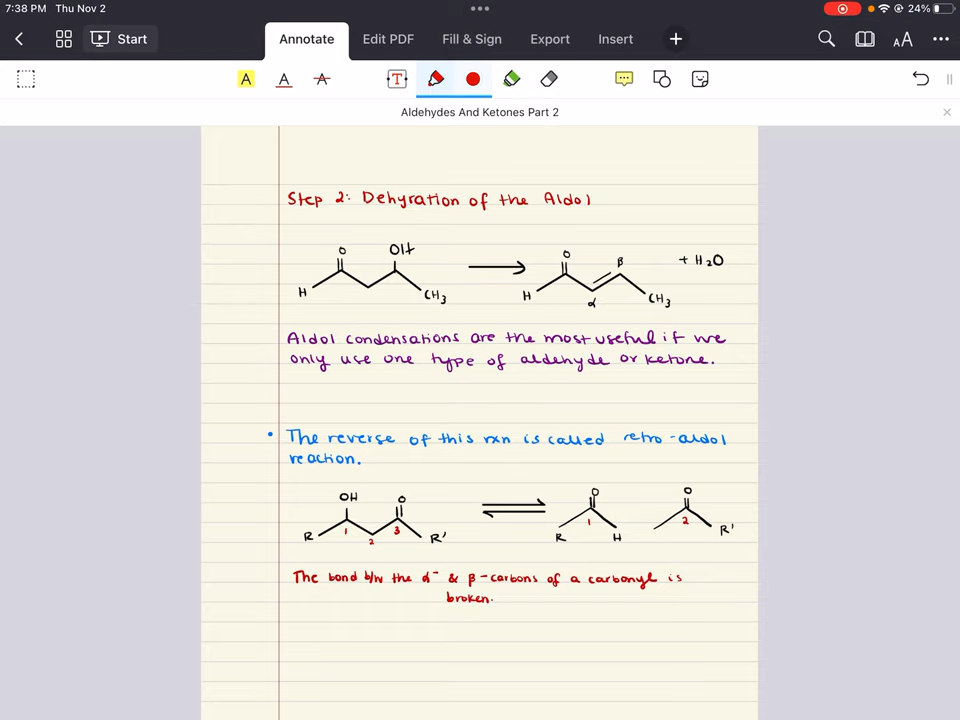 7:38 PM Thu Nov 2
24%
Start
Annotate
Edit PDF
Fill & Sign
Export
Insert
Aldehydes And Ketones Part 2
Step 2: Dehyration of the Aldol
O OH O β + H₂O
H CH₃ H α CH₃
Aldol condensations are the most useful if we
only use one type of aldehyde or ketone.
• The reverse of this rxn is called retro-aldol
reaction.
OH O O O
R 1 2 3 R' R 1 H 2 R'
The bond b/w the α- & β-carbons of a carbonyl is
broken.